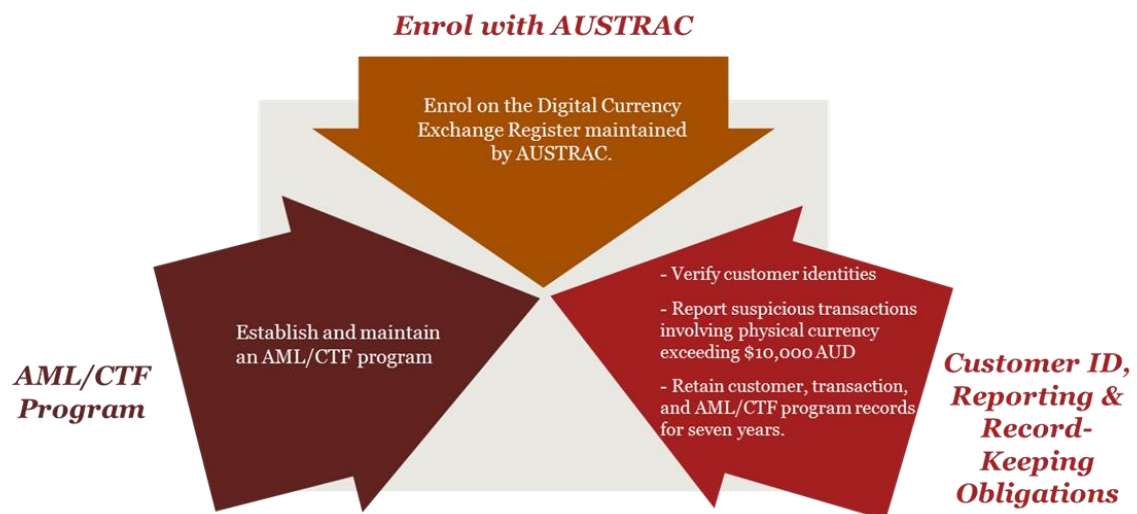 Enrol with AUSTRAC
Enrol on the Digital Currency
Exchange Register maintained
by AUSTRAC.
Establish and maintain
an AML/CTF program
AML/CTF
Program
- Verify customer identities
- Report suspicious transactions
involving physical currency
exceeding $10,000 AUD
- Retain customer, transaction,
and AML/CTF program records
for seven years.
Customer ID,
Reporting &
Record-
Keeping
Obligations